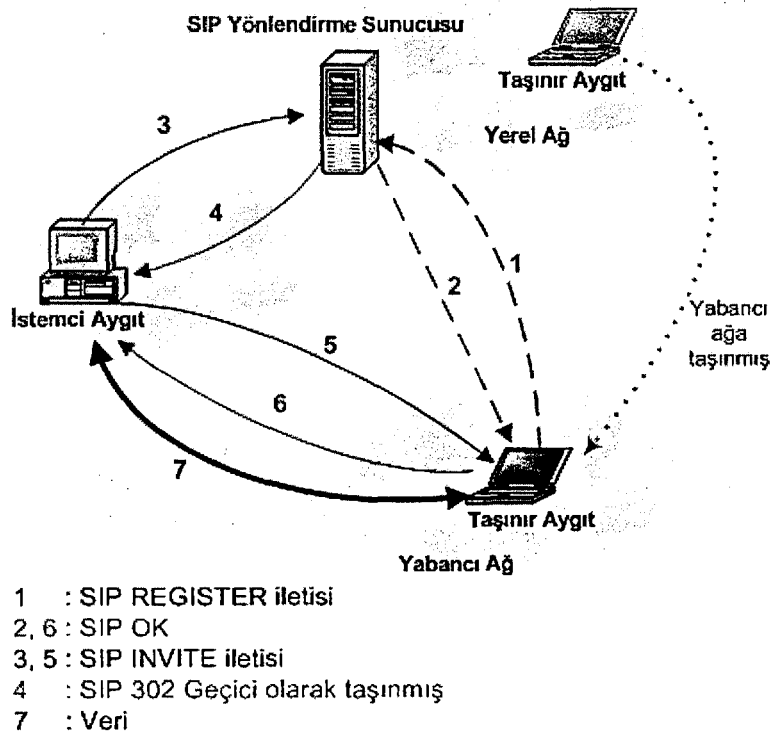 SIP Yönlendirme Sunucusu
Taşınır Aygıt
Yerel Ağ
3
4
2
1
İstemci Aygıt
Yabancı
ağa
taşınmış
5
6
7
Taşınır Aygıt
Yabancı Ağ
1 : SIP REGISTER iletisi
2, 6 : SIP OK
3, 5 : SIP INVITE iletisi
4 : SIP 302 Geçici olarak taşınmış
7 : Veri